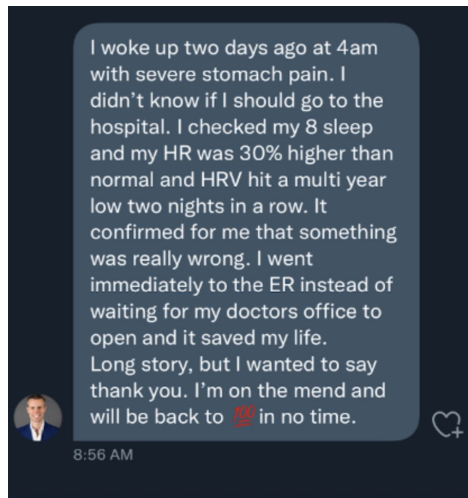 I woke up two days ago at 4am
with severe stomach pain. I
didn’t know if I should go to the
hospital. I checked my 8 sleep
and my HR was 30% higher than
normal and HRV hit a multi year
low two nights in a row. It
confirmed for me that something
was really wrong. I went
immediately to the ER instead of
waiting for my doctors office to
open and it saved my life.
Long story, but I wanted to say
thank you. I’m on the mend and
will be back to 💯 in no time.
8:56 AM